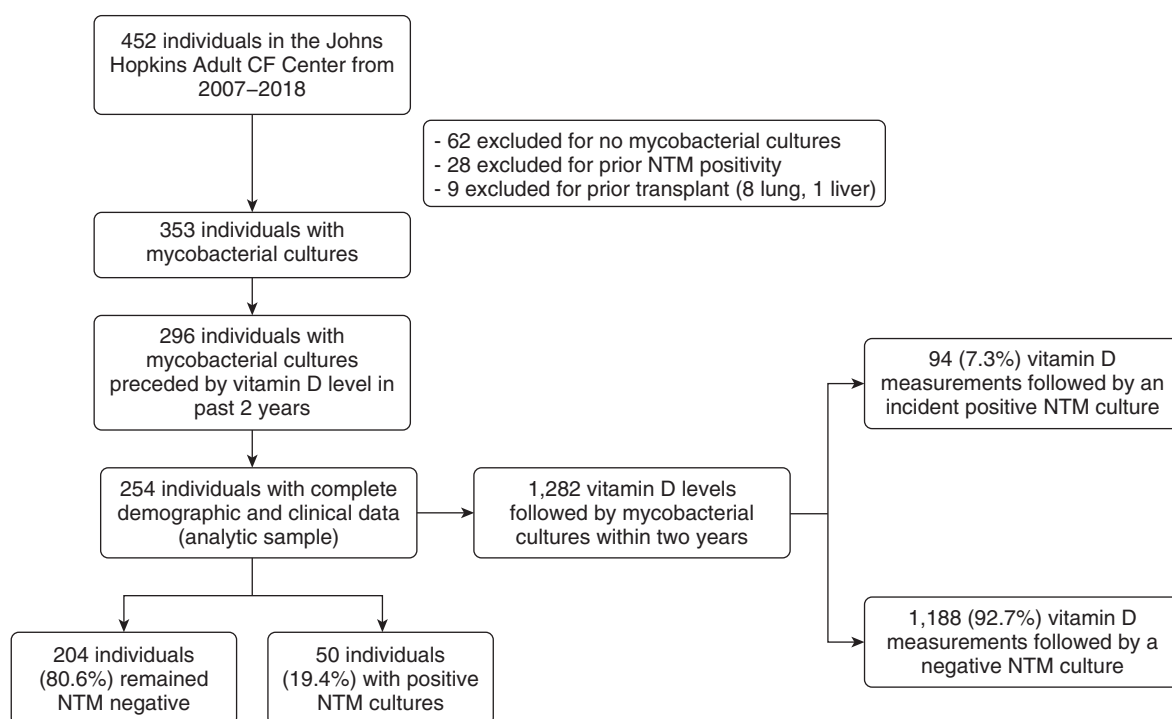 452 individuals in the Johns
Hopkins Adult CF Center from
2007–2018
- 62 excluded for no mycobacterial cultures
- 28 excluded for prior NTM positivity
- 9 excluded for prior transplant (8 lung, 1 liver)
353 individuals with
mycobacterial cultures
296 individuals with
mycobacterial cultures
preceded by vitamin D level in
past 2 years
254 individuals with complete
demographic and clinical data
(analytic sample)
1,282 vitamin D levels
followed by mycobacterial
cultures within two years
94 (7.3%) vitamin D
measurements followed by an
incident positive NTM culture
1,188 (92.7%) vitamin D
measurements followed by a
negative NTM culture
204 individuals
(80.6%) remained
NTM negative
50 individuals
(19.4%) with positive
NTM cultures